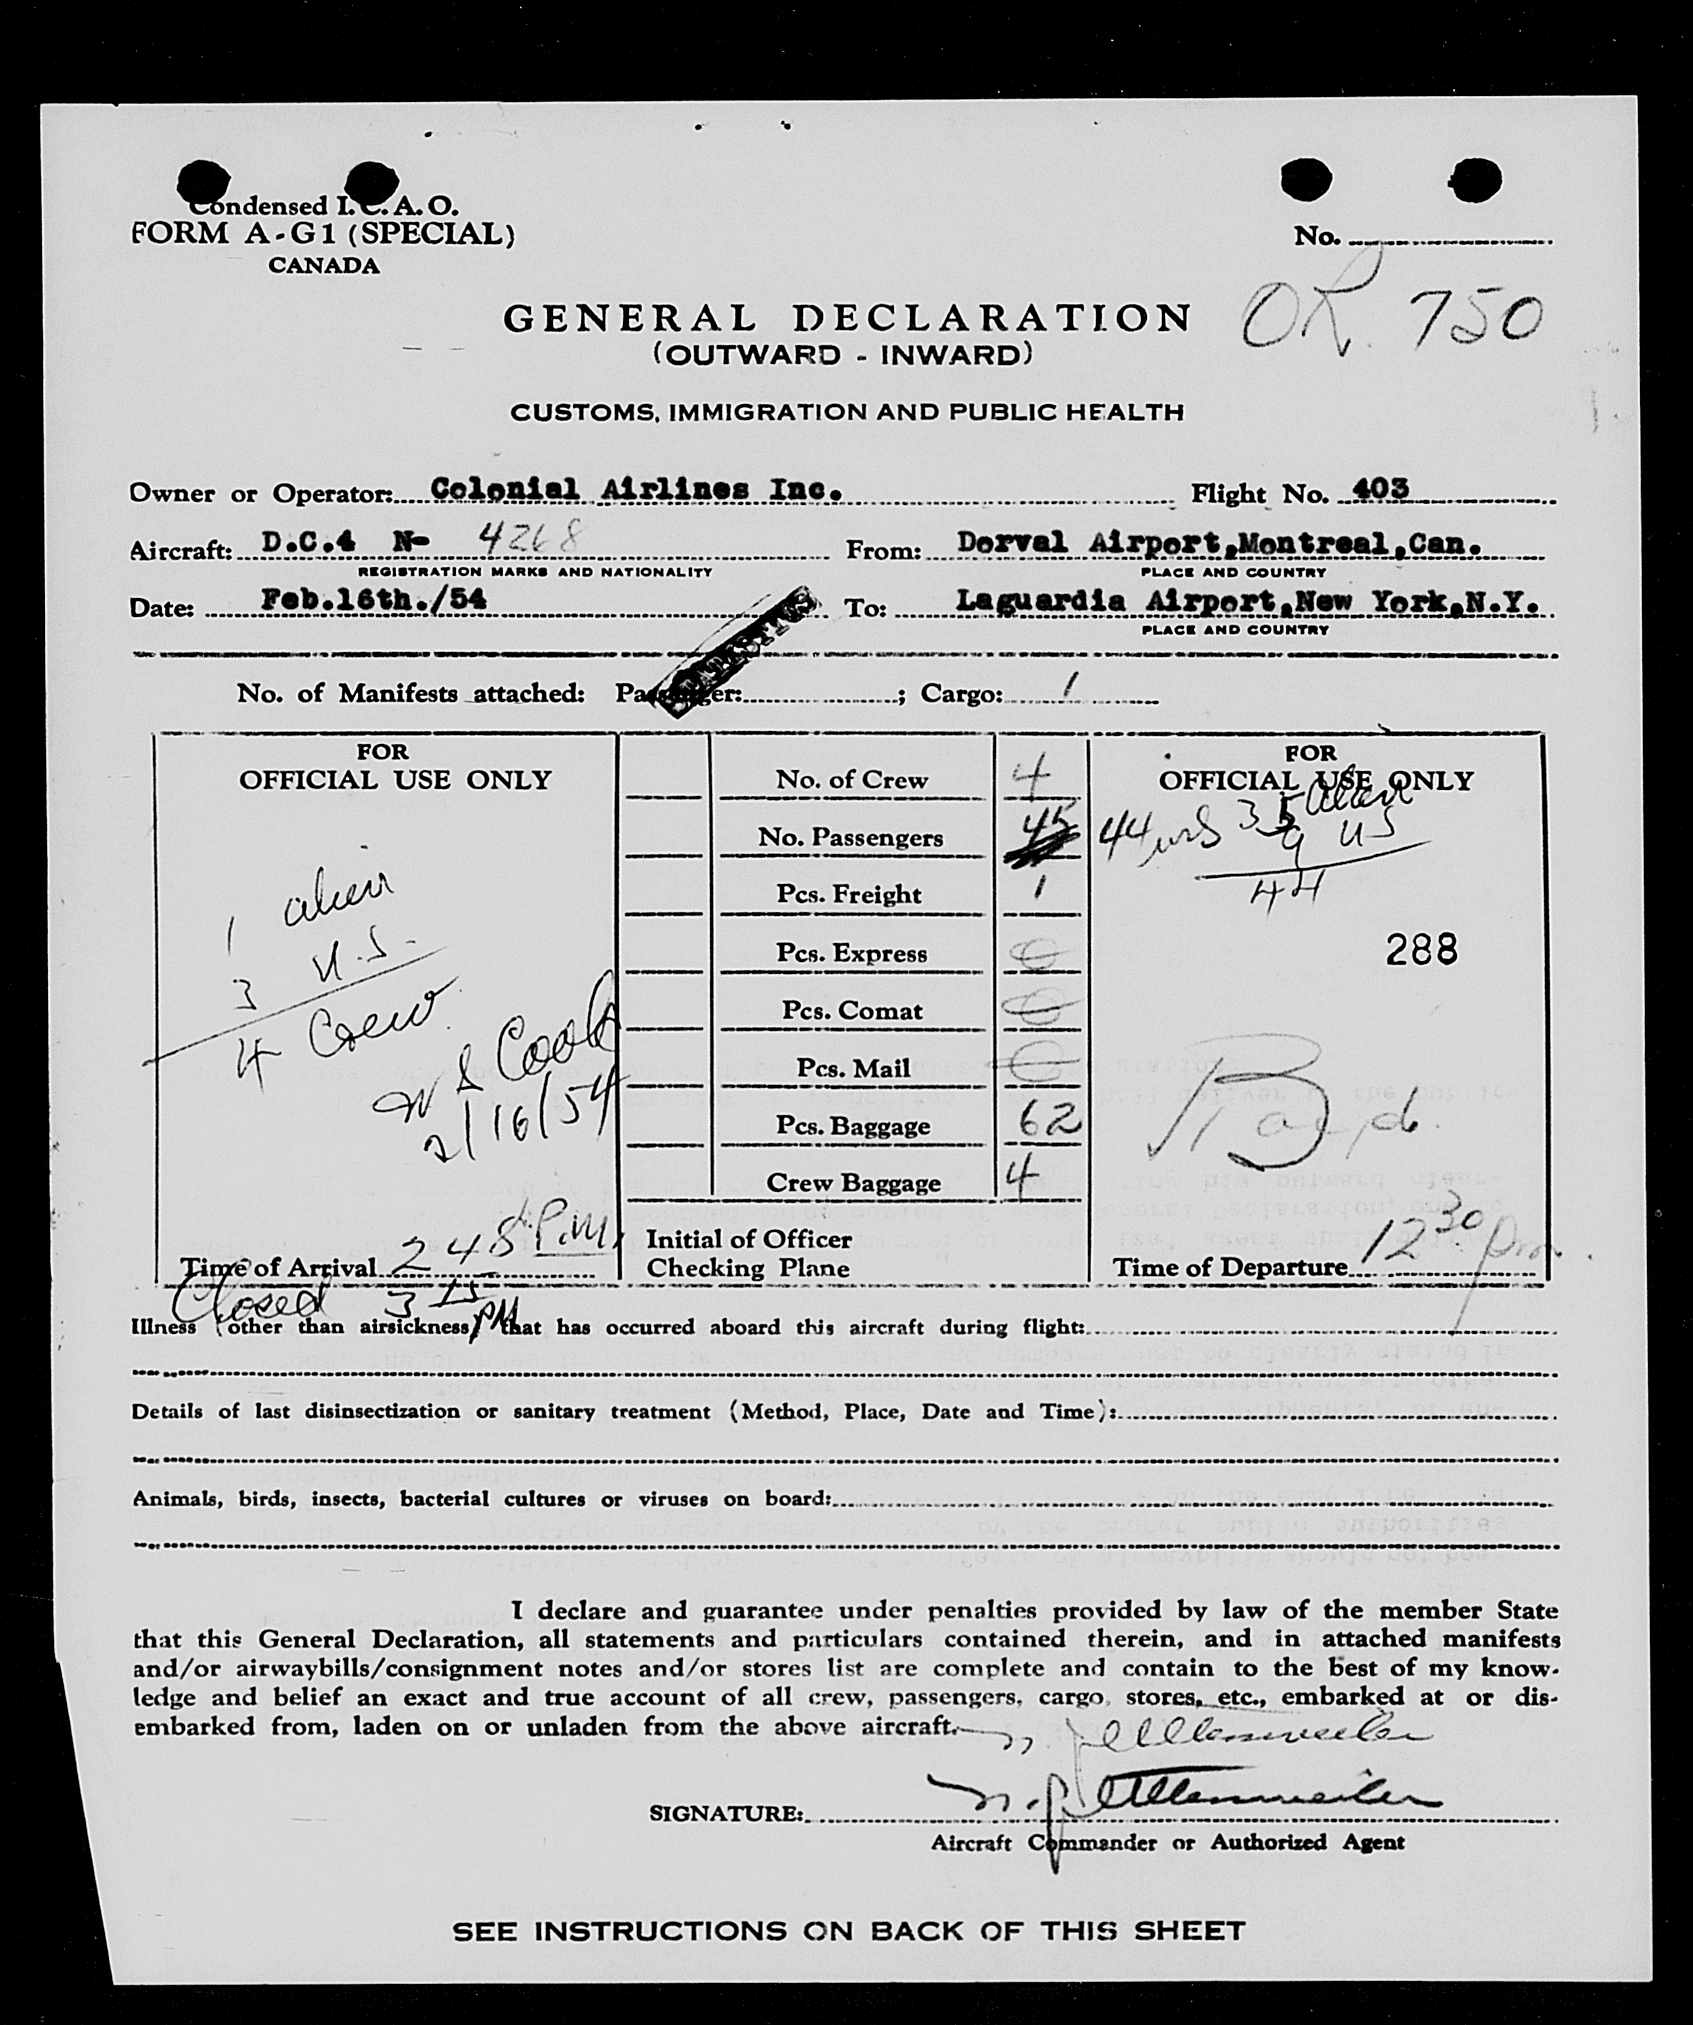 Condensed I. C. A. O.
FORM A-G1 (SPECIAL)
CANADA
No.
OR. 750
GENERAL DECLARATION
(OUTWARD - INWARD)
CUSTOMS, IMMIGRATION AND PUBLIC HEALTH
Owner or Operator: Colonial Airlines Inc. Flight No. 403
Aircraft: D.C.4 N- 4268 From: Dorval Airport,Montreal,Can.
REGISTRATION MARKS AND NATIONALITY PLACE AND COUNTRY
Date: Feb.16th./54 To: Laguardia Airport,New York,N.Y.
PLACE AND COUNTRY
STATISTICS
No. of Manifests attached: Passenger: ; Cargo: 1
FOR
OFFICIAL USE ONLY
1 alien
3 U.S.
4 Crew
W S Cook
2/16/54
Time of Arrival 2 48 P.M.
Closed 3 15 PM
No. of Crew 4
No. Passengers 45
Pcs. Freight 1
Pcs. Express 0
Pcs. Comat 0
Pcs. Mail 0
Pcs. Baggage 62
Crew Baggage 4
Initial of Officer
Checking Plane
FOR
OFFICIAL USE ONLY
44 35 alien
9 US
44
288
Time of Departure 12 30 pm.
Illness (other than airsickness) that has occurred aboard this aircraft during flight:
Details of last disinsectization or sanitary treatment (Method, Place, Date and Time):
Animals, birds, insects, bacterial cultures or viruses on board:
I declare and guarantee under penalties provided by law of the member State
that this General Declaration, all statements and particulars contained therein, and in attached manifests
and/or airwaybills/consignment notes and/or stores list are complete and contain to the best of my know-
ledge and belief an exact and true account of all crew, passengers, cargo, stores, etc., embarked at or dis-
embarked from, laden on or unladen from the above aircraft.
SIGNATURE:
Aircraft Commander or Authorized Agent
SEE INSTRUCTIONS ON BACK OF THIS SHEET